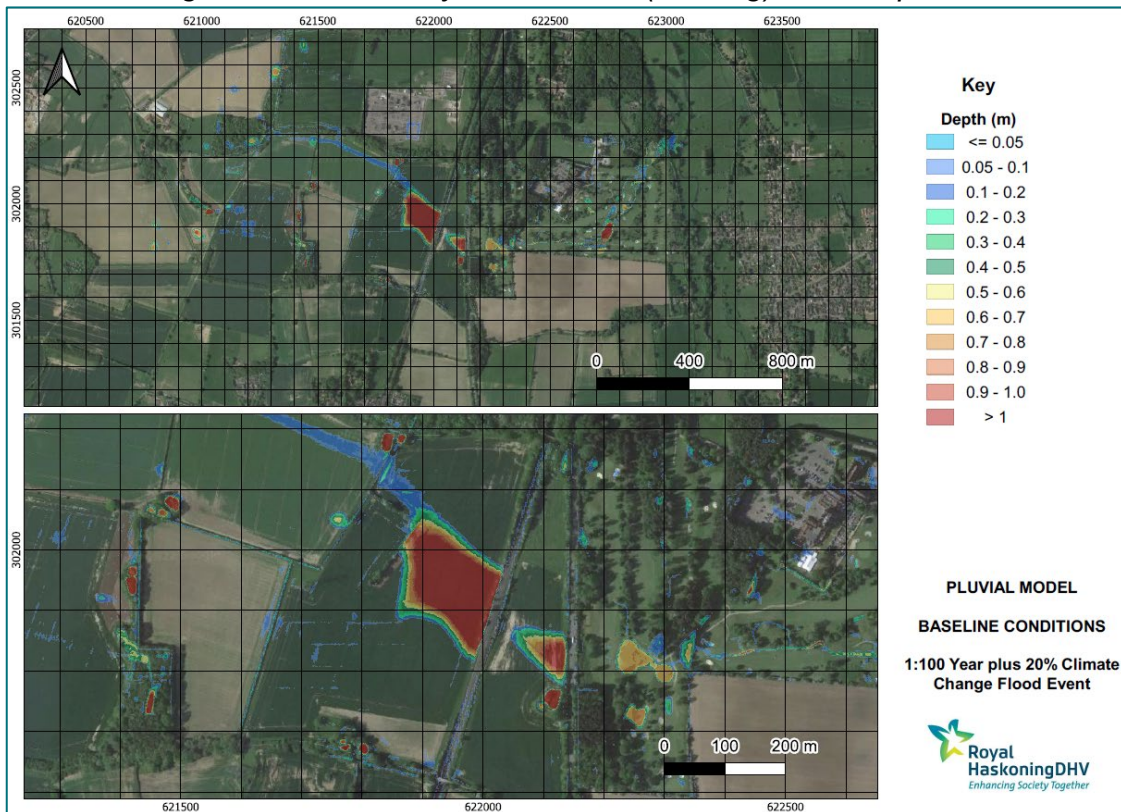 620500 621000 621500 622000 622500 623000 623500
302500
302000
301500
0 400 800 m
302000
0 100 200 m
621500 622000 622500
Key
Depth (m)
<= 0.05
0.05 - 0.1
0.1 - 0.2
0.2 - 0.3
0.3 - 0.4
0.4 - 0.5
0.5 - 0.6
0.6 - 0.7
0.7 - 0.8
0.8 - 0.9
0.9 - 1.0
> 1
PLUVIAL MODEL
BASELINE CONDITIONS
1:100 Year plus 20% Climate
Change Flood Event
Royal
HaskoningDHV
Enhancing Society Together